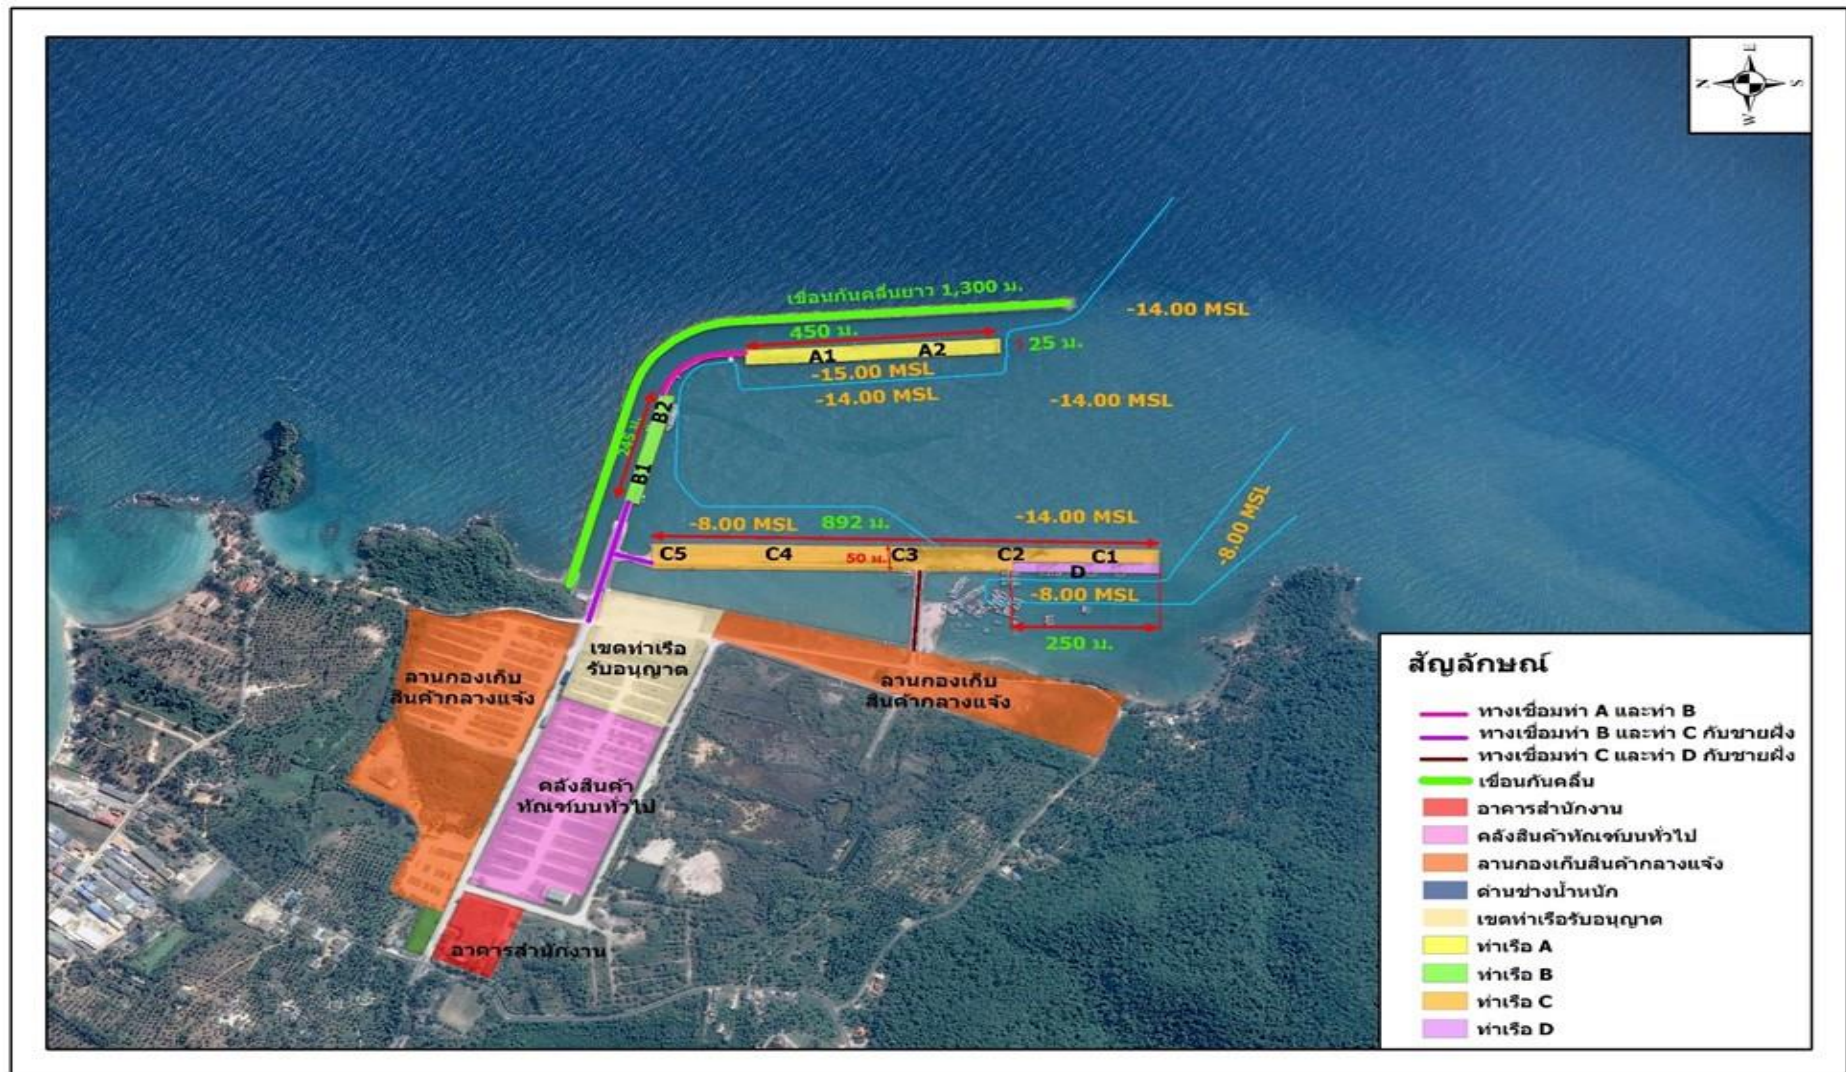 E
N
S
W
เขื่อนกันคลื่นยาว 1,300 ม.
-14.00 MSL
450 ม.
A1
A2
25 ม.
-15.00 MSL
-14.00 MSL
-14.00 MSL
B2
245 ม.
B1
-8.00 MSL
892 ม.
-14.00 MSL
-8.00 MSL
C5
C4
50 ม.
C3
C2
C1
D
-8.00 MSL
250 ม.
เขตท่าเรือ
รับอนุญาต
ลานกองเก็บ
สินค้ากลางแจ้ง
ลานกองเก็บ
สินค้ากลางแจ้ง
คลังสินค้า
ทัณฑ์บนทั่วไป
อาคารสำนักงาน
สัญลักษณ์
ทางเชื่อมท่า A และท่า B
ทางเชื่อมท่า B และท่า C กับชายฝั่ง
ทางเชื่อมท่า C และท่า D กับชายฝั่ง
เขื่อนกันคลื่น
อาคารสำนักงาน
คลังสินค้าทัณฑ์บนทั่วไป
ลานกองเก็บสินค้ากลางแจ้ง
ด่านช่างน้ำหนัก
เขตท่าเรือรับอนุญาต
ท่าเรือ A
ท่าเรือ B
ท่าเรือ C
ท่าเรือ D